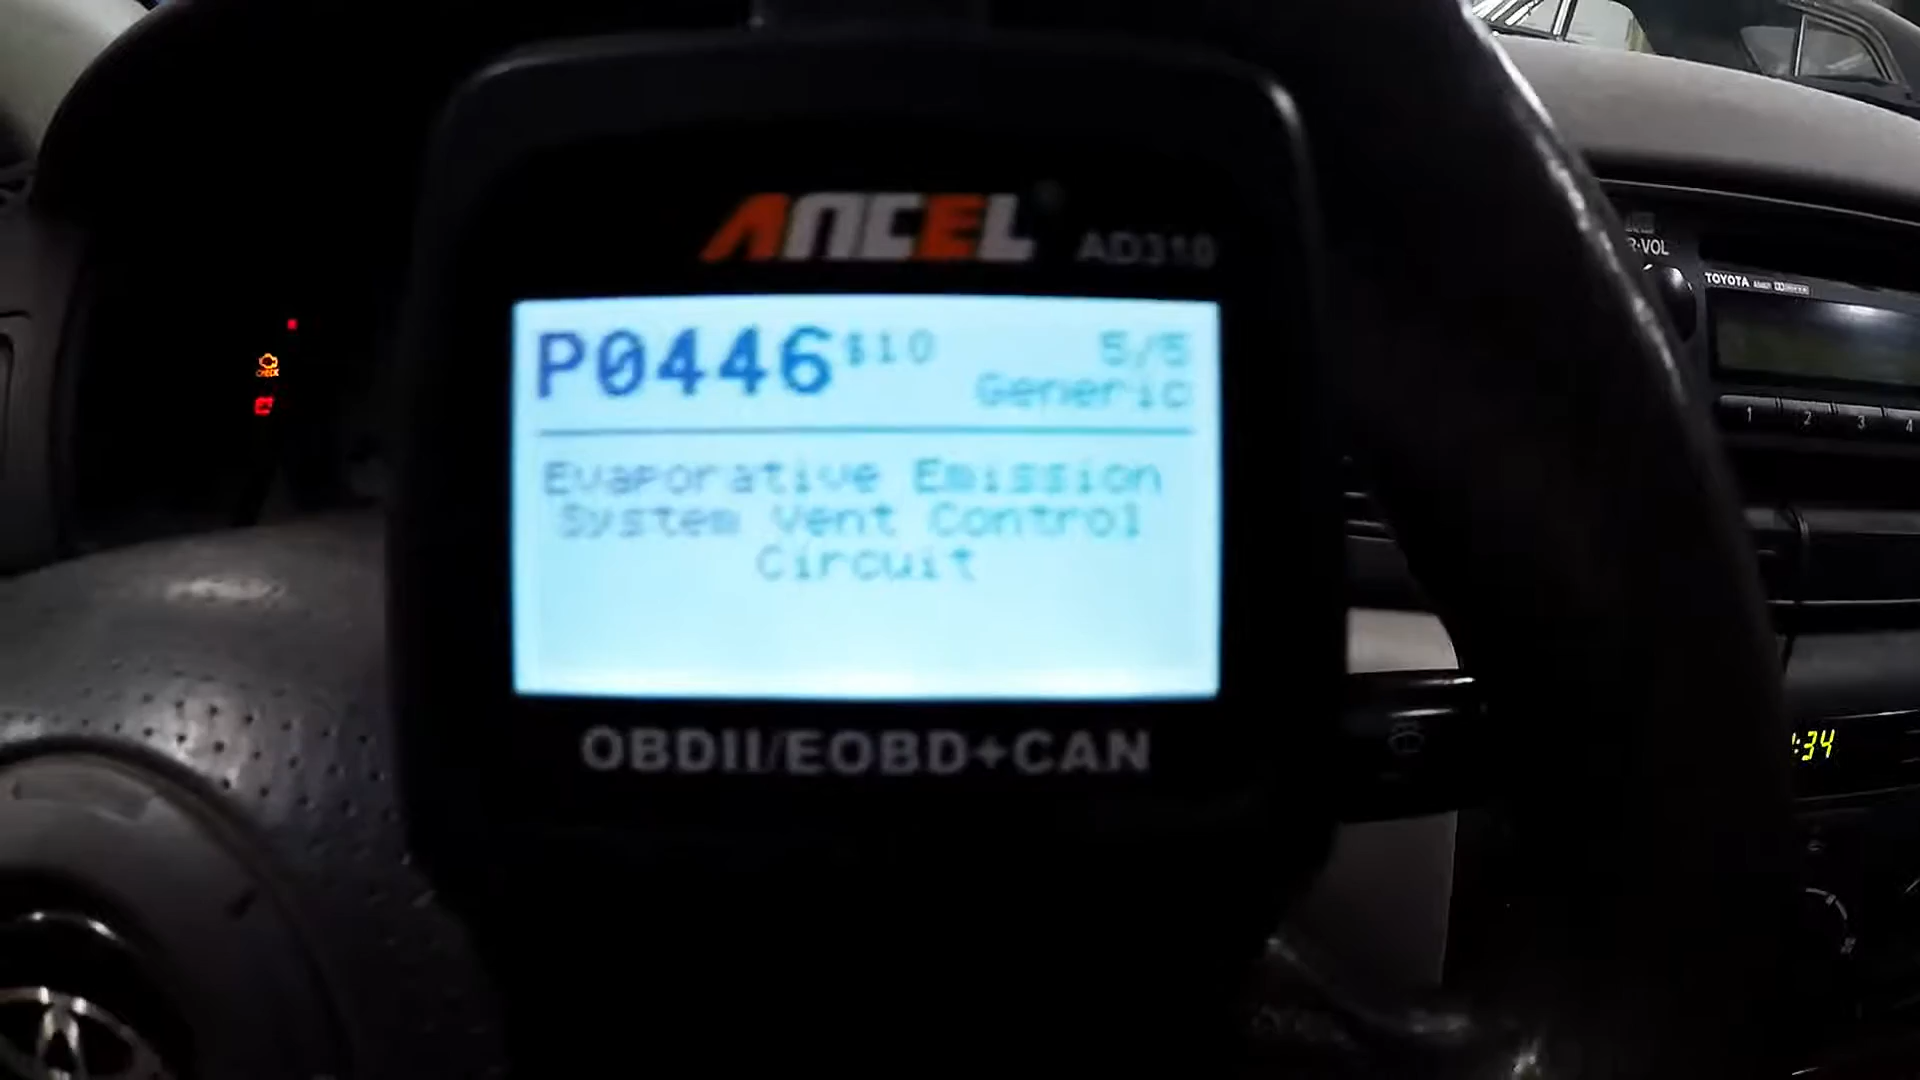 ANCEL
AD310
P0446 $10 5/5
Generic
Evaporative Emission
System Vent Control
Circuit
OBDII/EOBD+CAN
CHECK
R·VOL
TOYOTA
1 2 3 4
:34